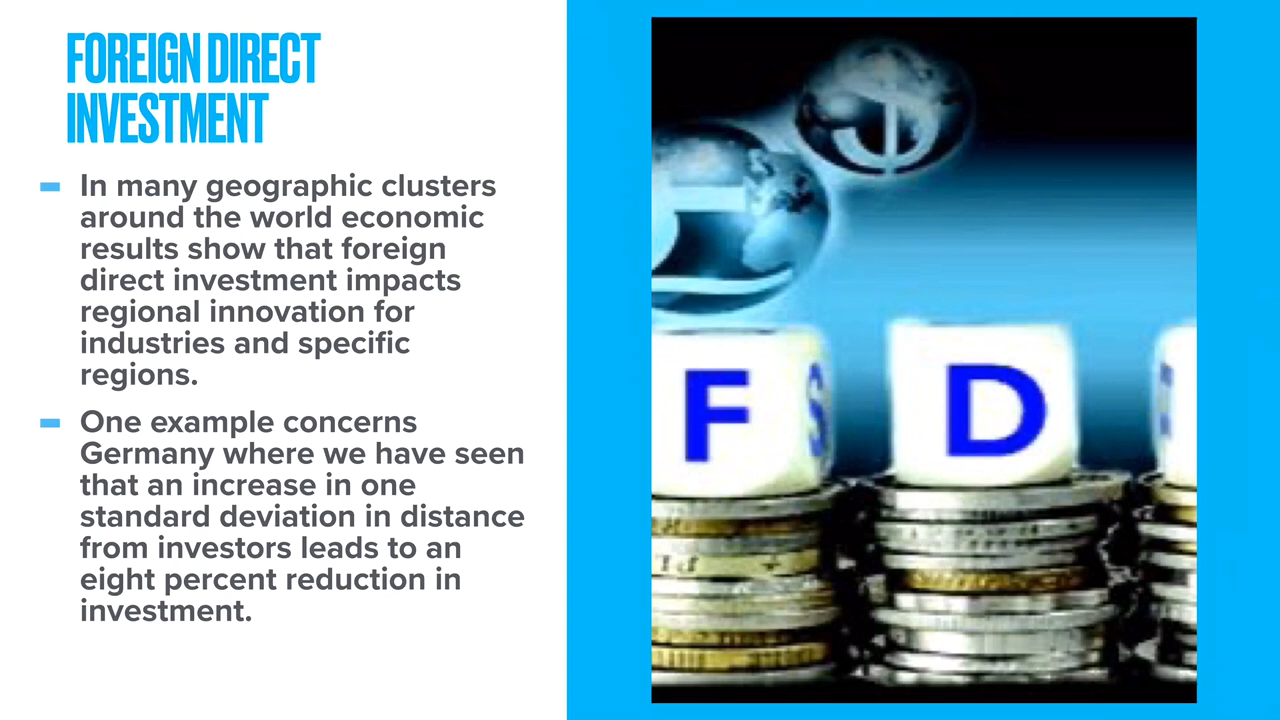 FOREIGN DIRECT
INVESTMENT
In many geographic clusters
around the world economic
results show that foreign
direct investment impacts
regional innovation for
industries and specific
regions.
One example concerns
Germany where we have seen
that an increase in one
standard deviation in distance
from investors leads to an
eight percent reduction in
investment.
F S D